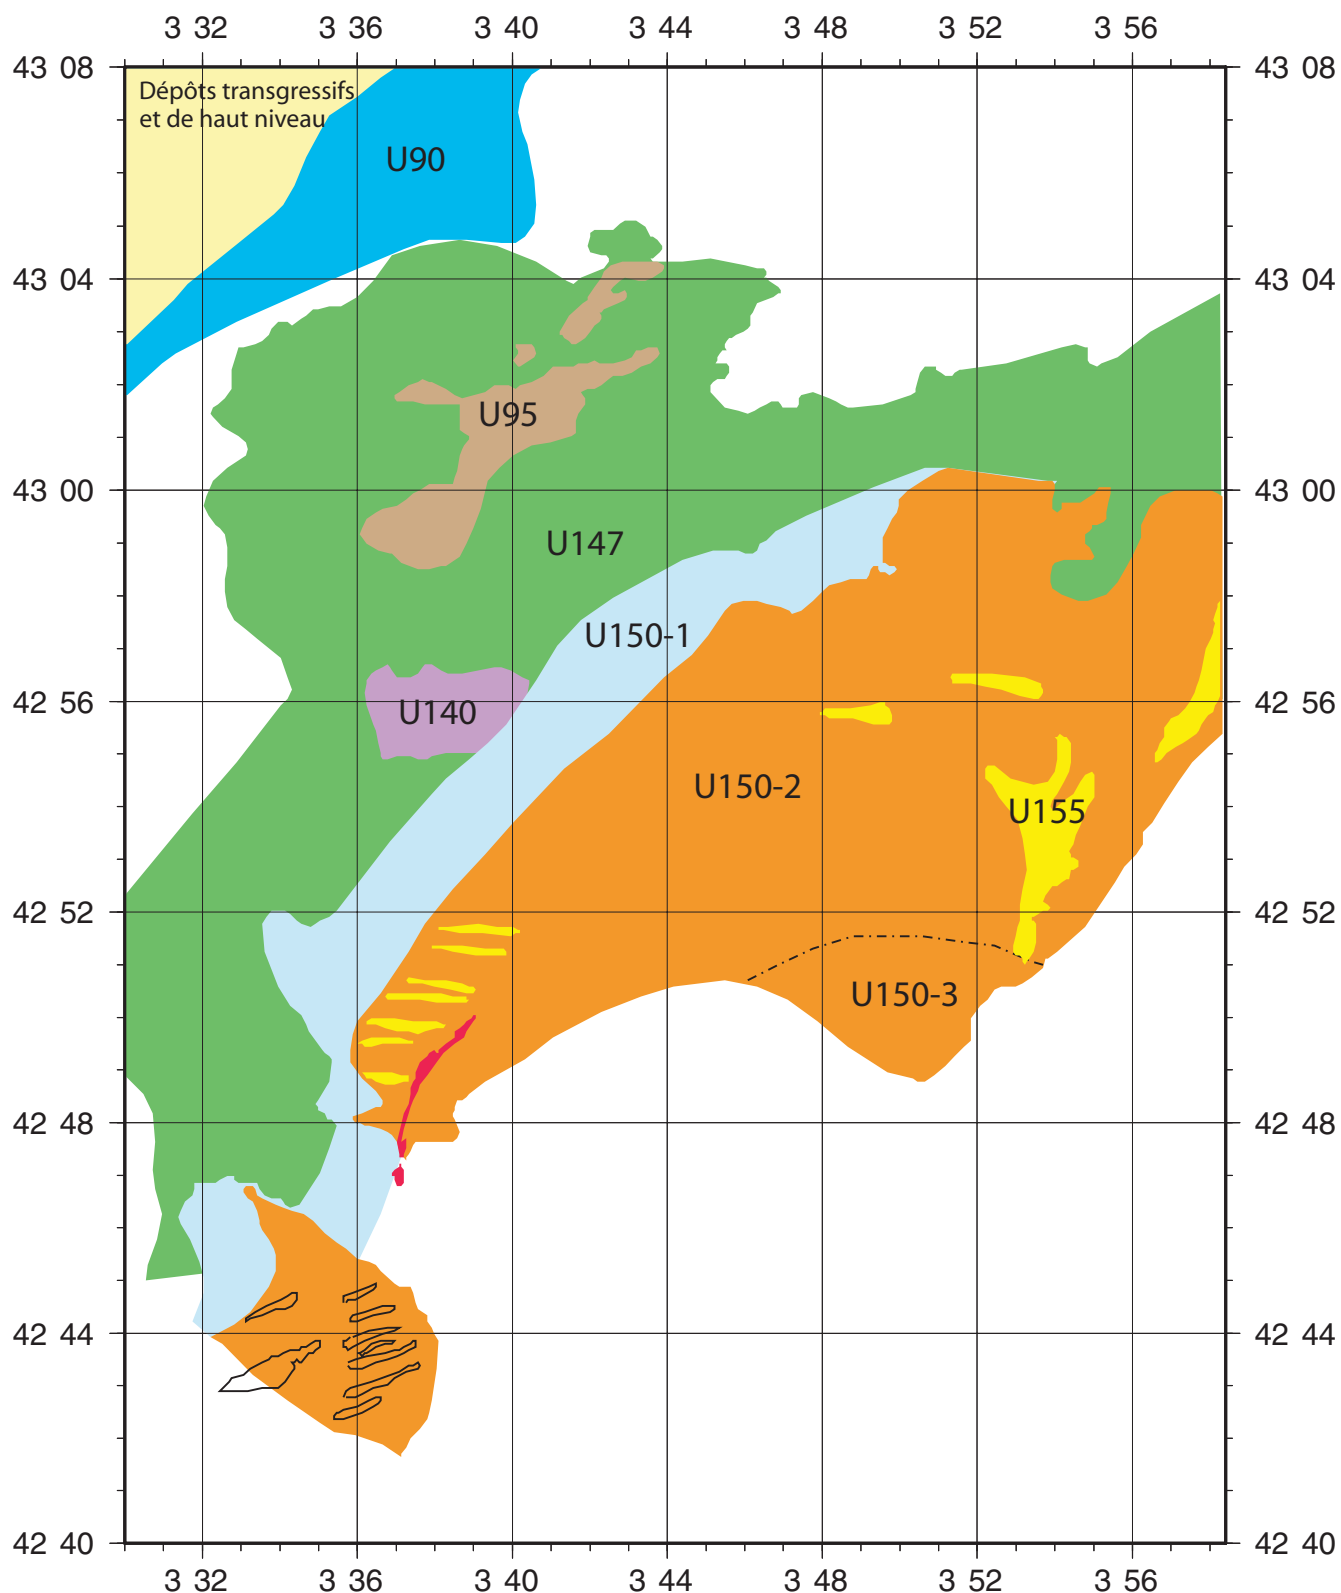 3 32 3 36 3 40 3 44 3 48 3 52 3 56
43 08 43 08
Dépôts transgressifs
et de haut niveau
U90
43 04 43 04
U95
43 00 43 00
U147
U150-1
42 56 42 56
U140
U150-2
U155
42 52 42 52
U150-3
42 48 42 48
42 44 42 44
42 40 42 40
3 32 3 36 3 40 3 44 3 48 3 52 3 56